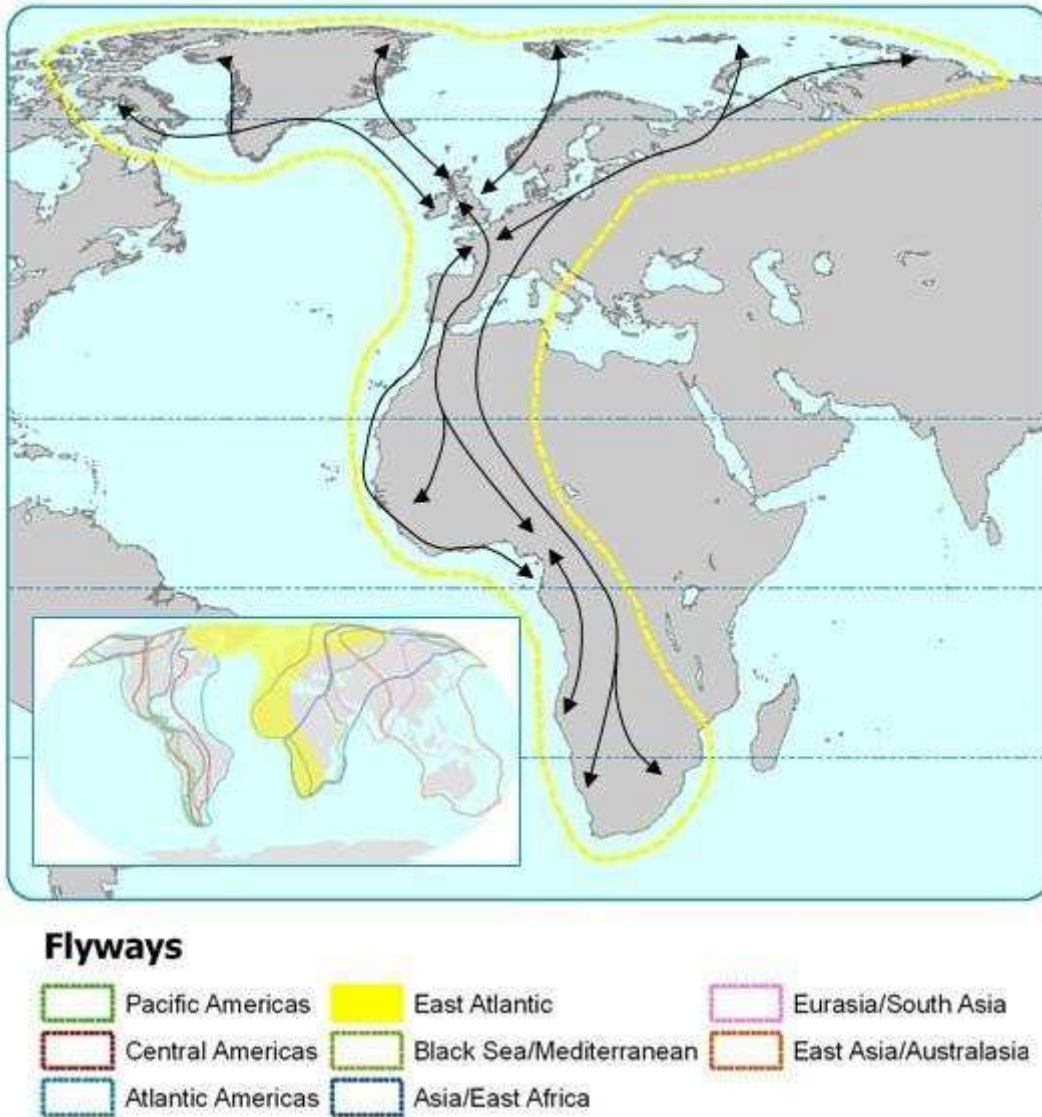 Flyways
Pacific Americas East Atlantic Eurasia/South Asia
Central Americas Black Sea/Mediterranean East Asia/Australasia
Atlantic Americas Asia/East Africa